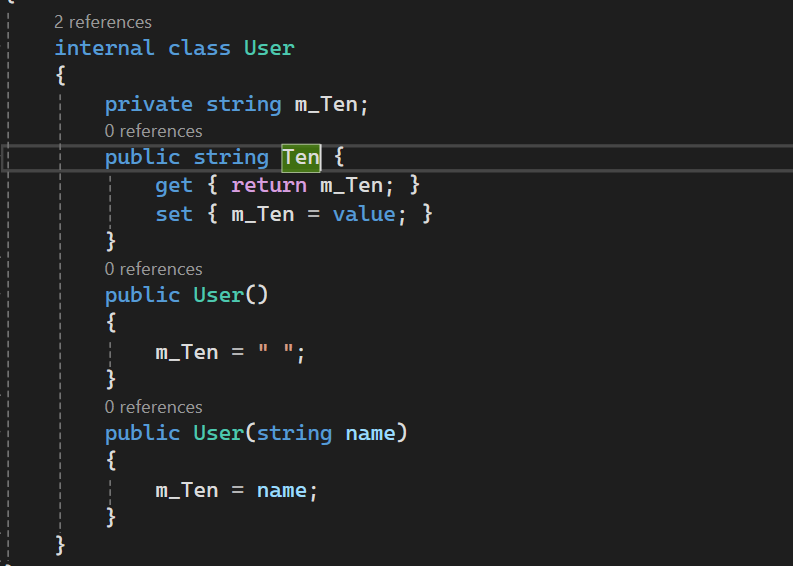 {
2 references
internal class User
{
private string m_Ten;
0 references
public string Ten {
get { return m_Ten; }
set { m_Ten = value; }
}
0 references
public User()
{
m_Ten = " ";
}
0 references
public User(string name)
{
m_Ten = name;
}
}
}